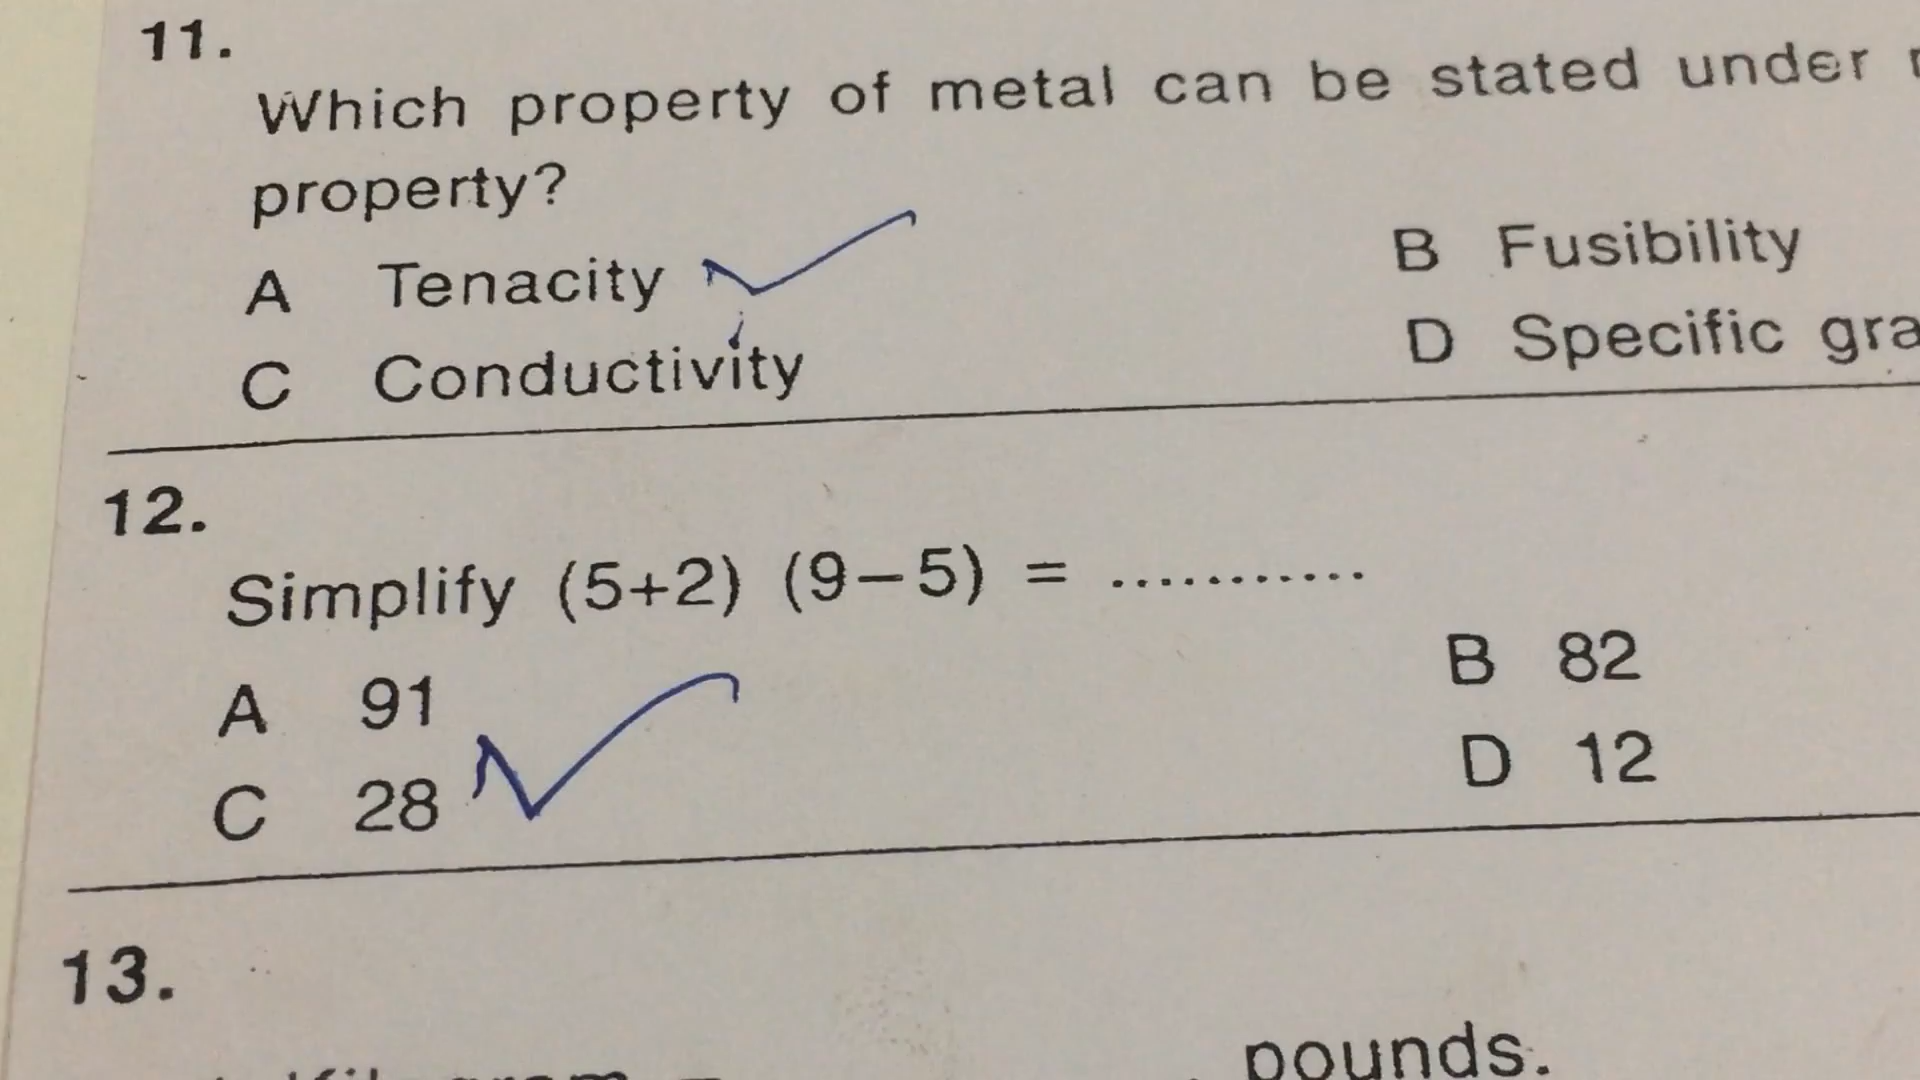 11.
Which property of metal can be stated under
property?
A Tenacity B Fusibility
C Conductivity D Specific gra
12.
Simplify (5+2) (9−5) = ...........
A 91 B 82
C 28 D 12
13.
pounds.